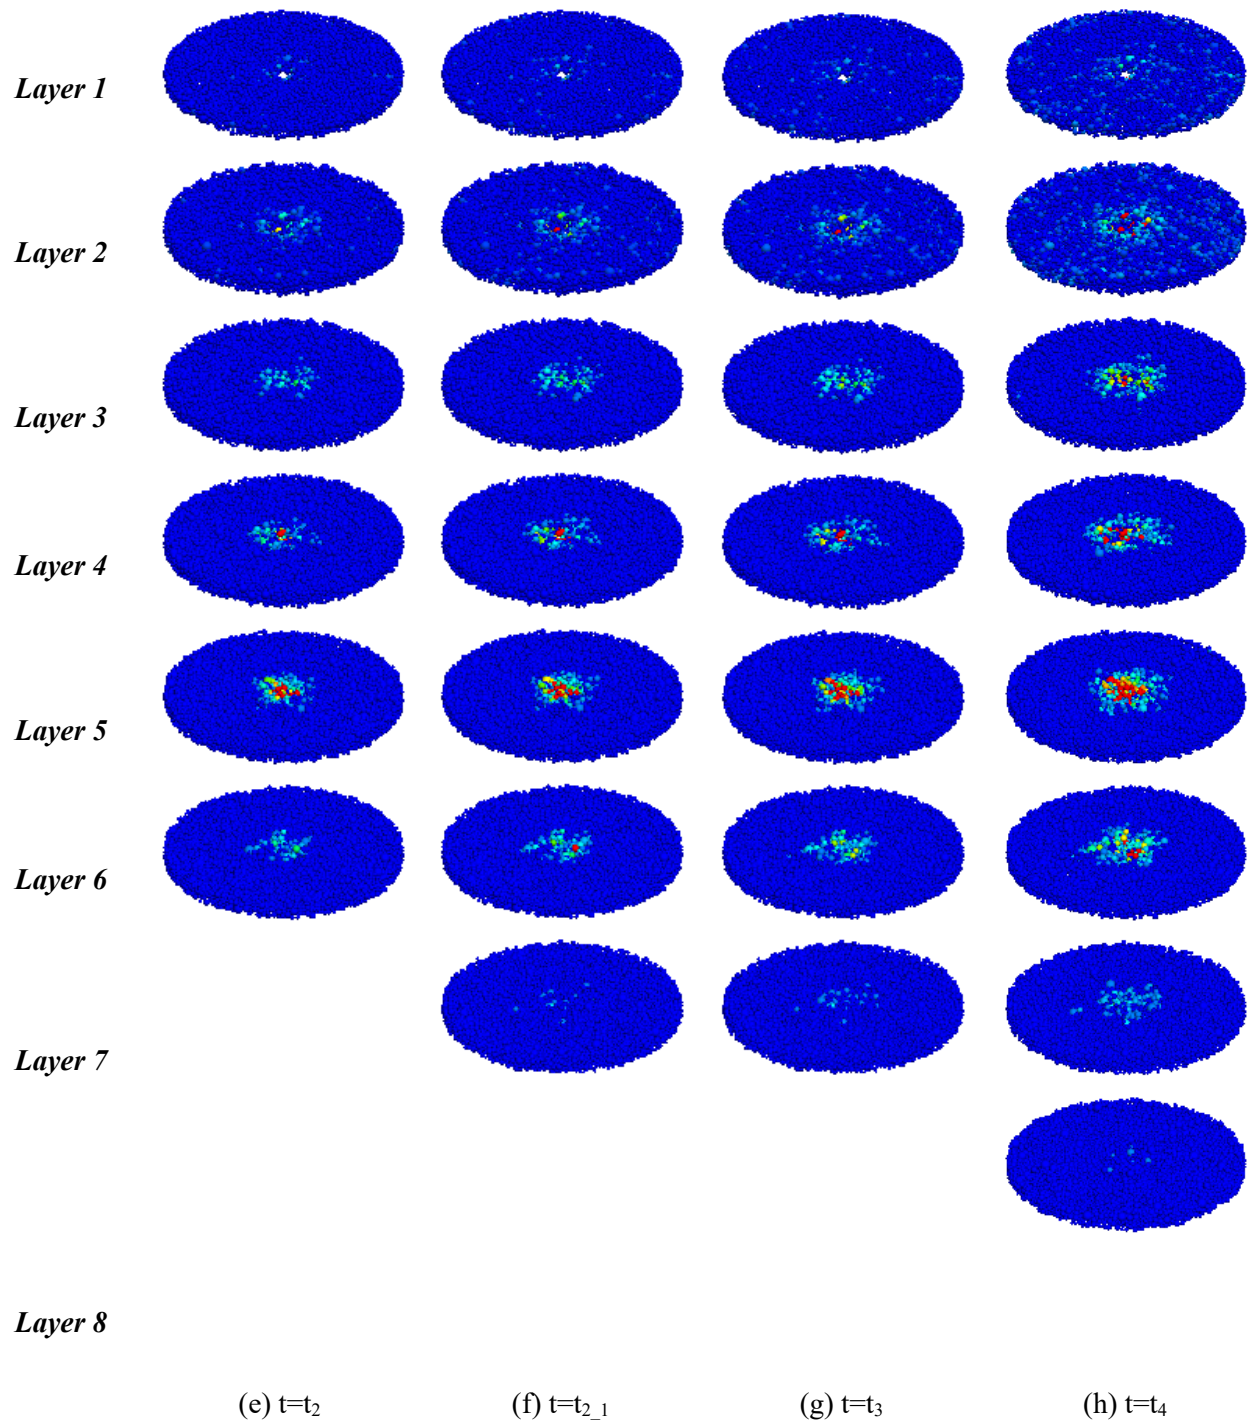 Layer 1
Layer 2
Layer 3
Layer 4
Layer 5
Layer 6
Layer 7
Layer 8
(e) t=t₂ (f) t=t₂_₁ (g) t=t₃ (h) t=t₄